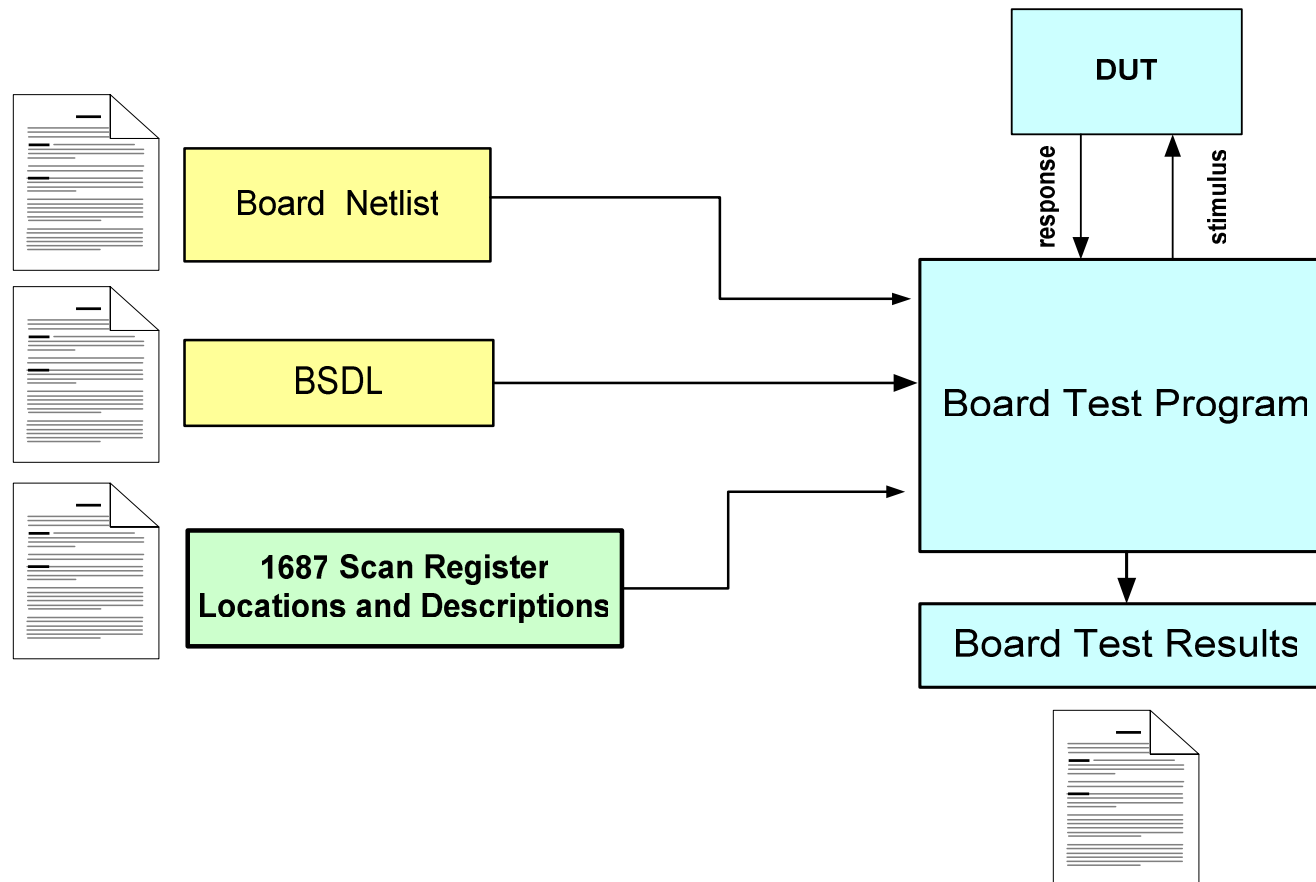 DUT
response
stimulus
Board Netlist
BSDL
Board Test Program
1687 Scan Register
Locations and Descriptions
Board Test Results